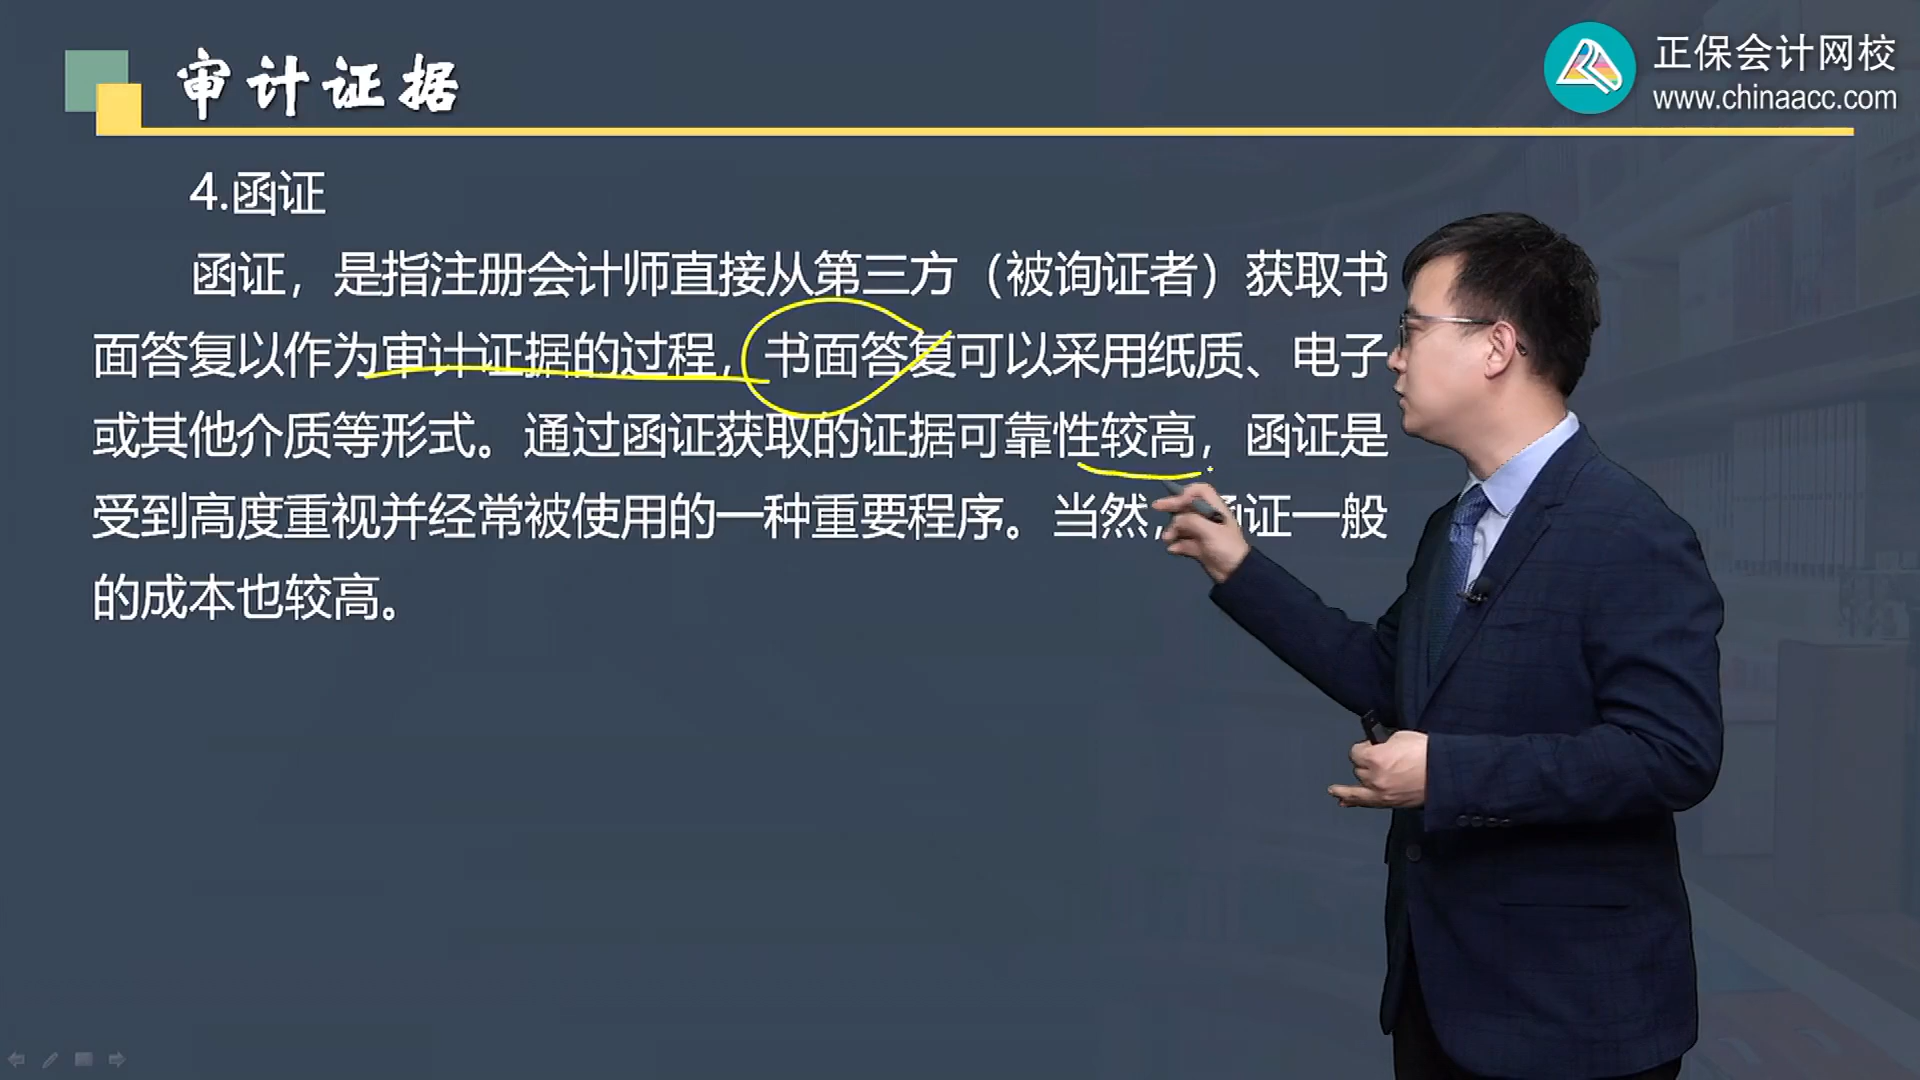 审计证据
正保会计网校
www.chinaacc.com
4.函证
函证，是指注册会计师直接从第三方（被询证者）获取书
面答复以作为审计证据的过程，书面答复可以采用纸质、电子
或其他介质等形式。通过函证获取的证据可靠性较高，函证是
受到高度重视并经常被使用的一种重要程序。当然，函证一般
的成本也较高。